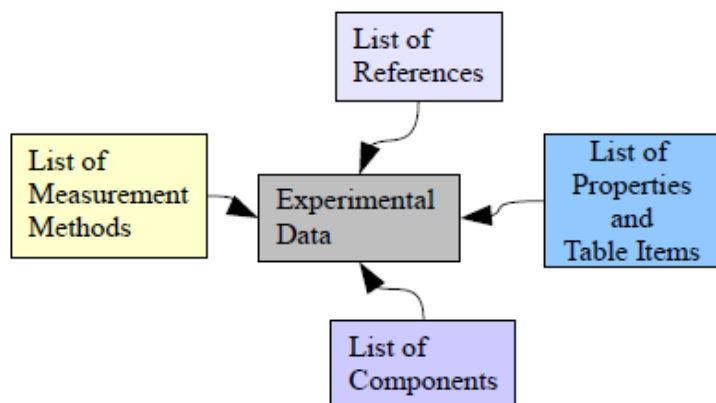 List of
References
List of
Measurement
Methods
Experimental
Data
List of
Properties
and
Table Items
List of
Components